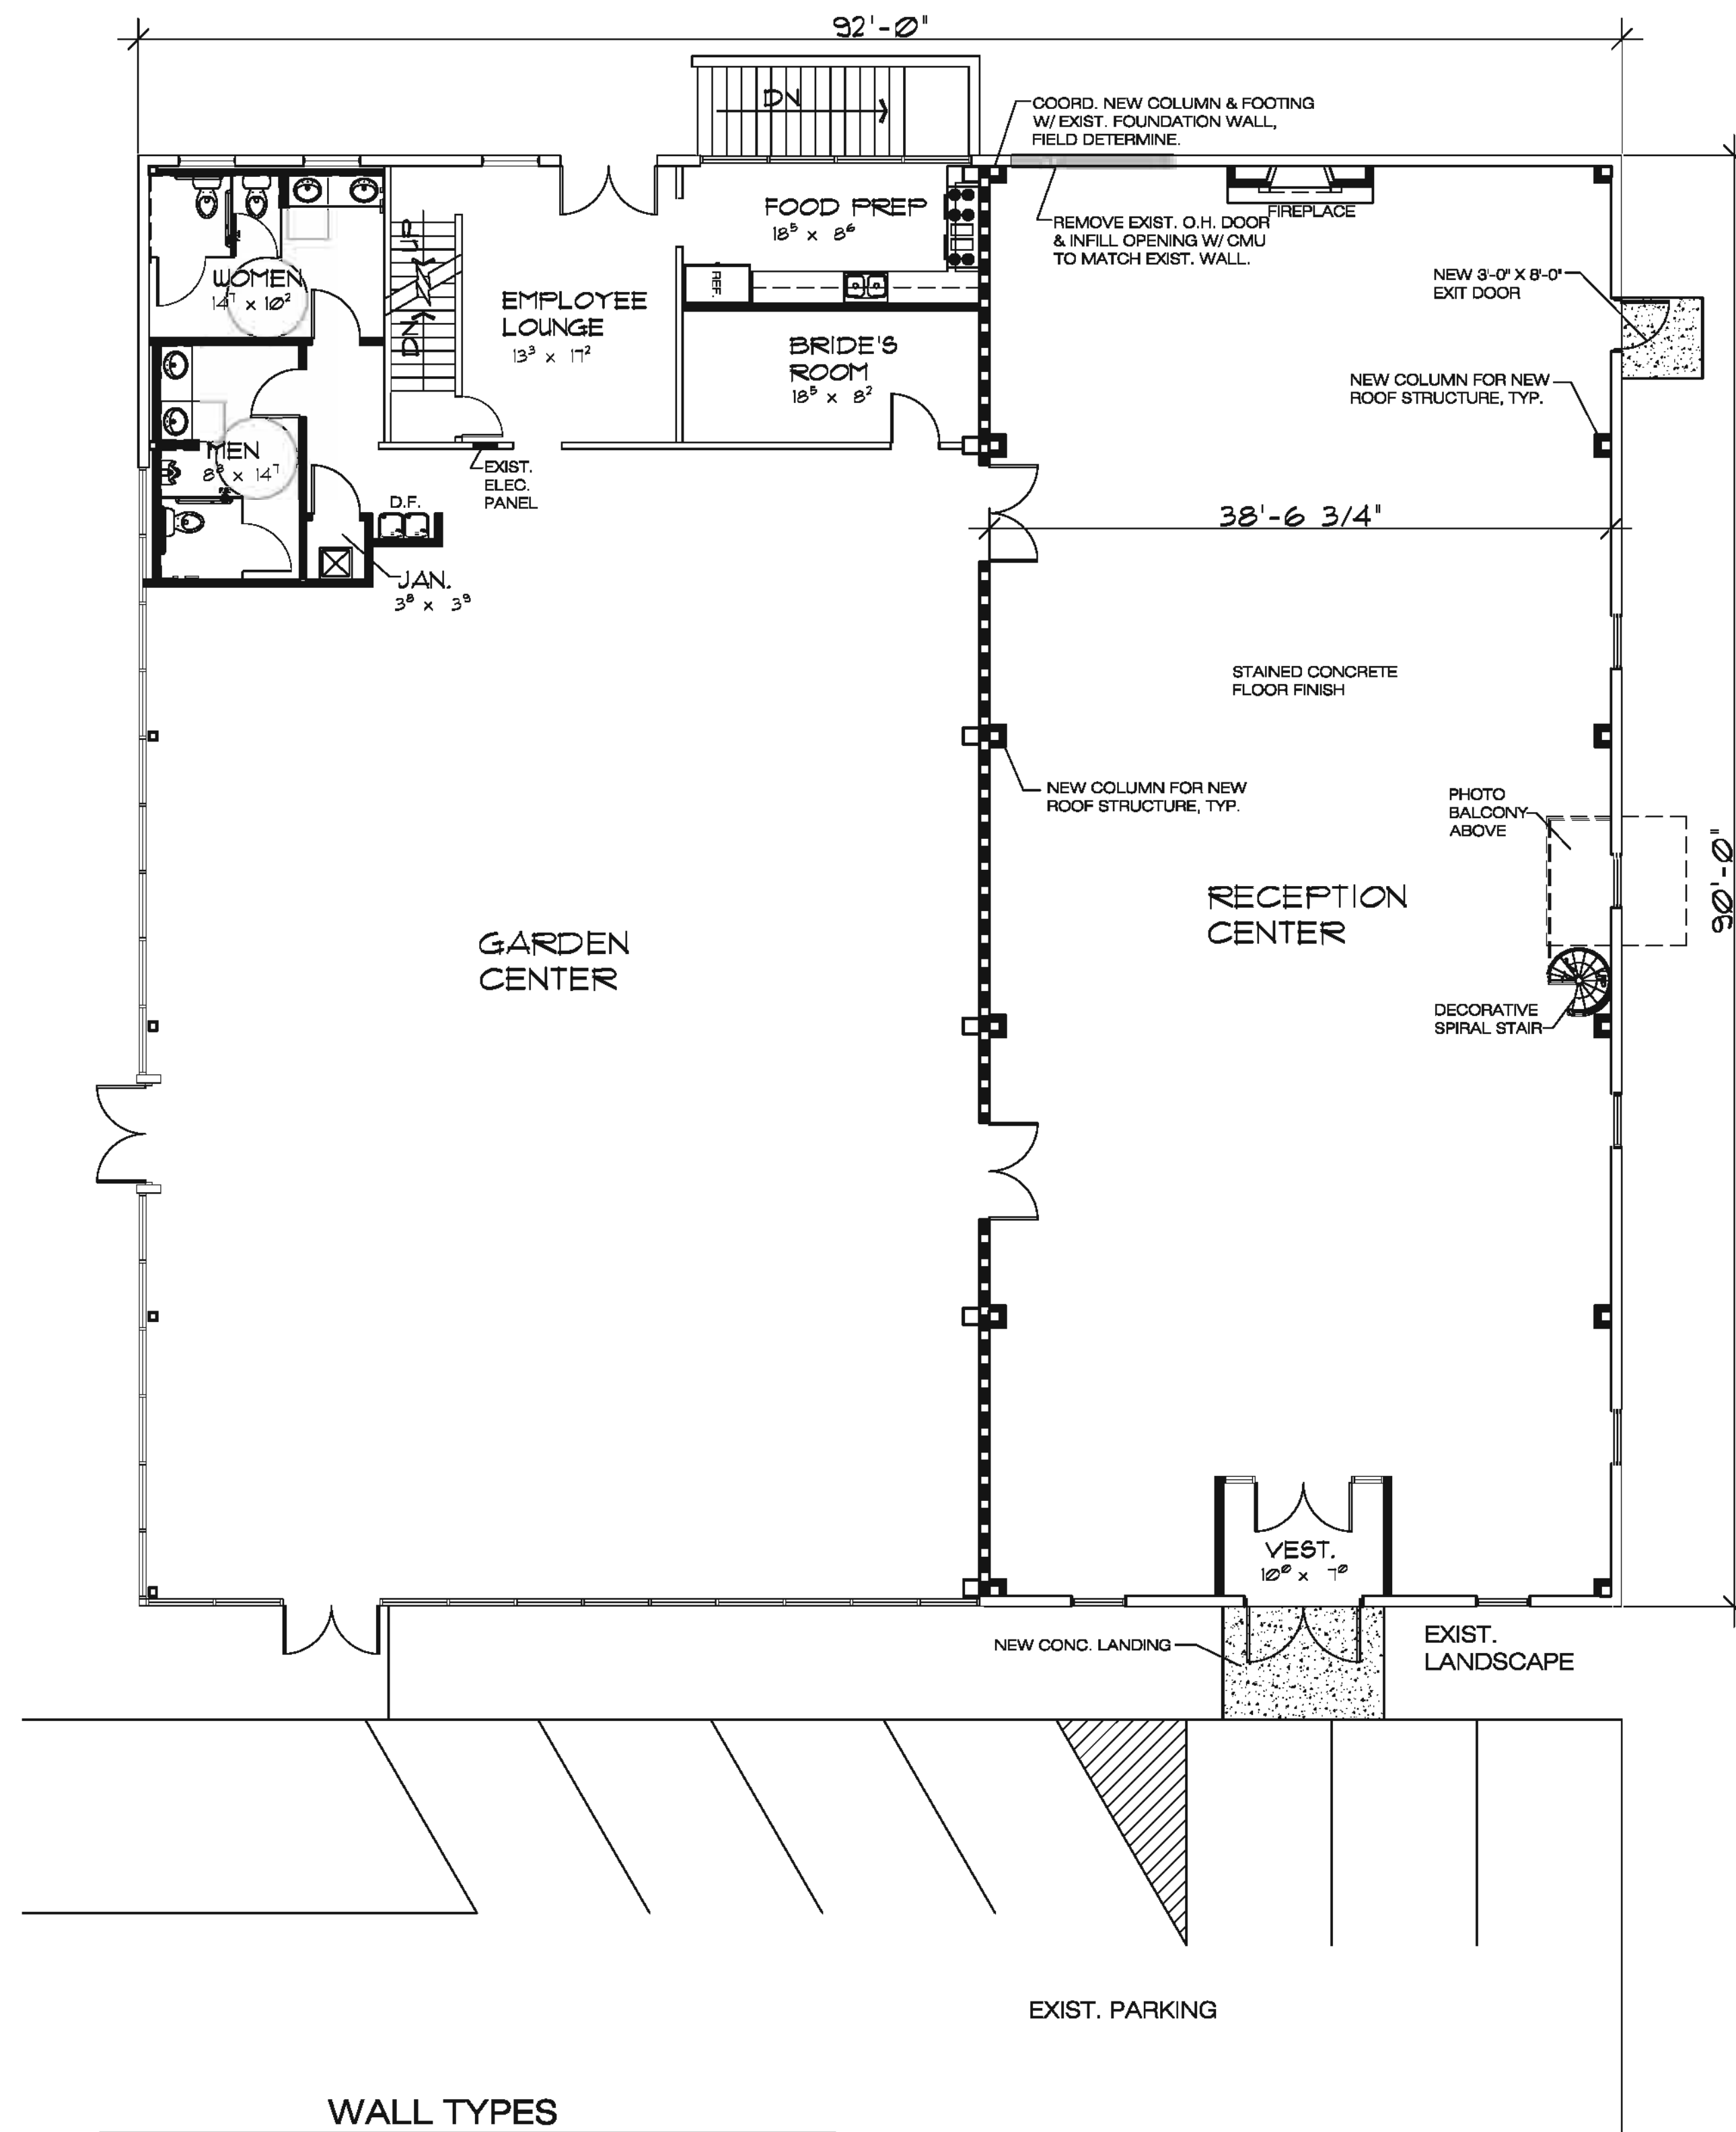 92'-0"
DN
COORD. NEW COLUMN & FOOTING
W/ EXIST. FOUNDATION WALL,
FIELD DETERMINE.
FOOD PREP
18⁵ x 8⁶
REF.
FIREPLACE
REMOVE EXIST. O.H. DOOR
& INFILL OPENING W/ CMU
TO MATCH EXIST. WALL.
NEW 3'-0" X 8'-0"
EXIT DOOR
WOMEN
14⁷ x 10²
UP
DN
EMPLOYEE
LOUNGE
13³ x 17²
BRIDE'S
ROOM
18⁵ x 8²
NEW COLUMN FOR NEW
ROOF STRUCTURE, TYP.
MEN
8⁸ x 14⁷
EXIST.
ELEC.
PANEL
D.F.
38'-6 3/4"
JAN.
3⁸ x 3⁹
STAINED CONCRETE
FLOOR FINISH
NEW COLUMN FOR NEW
ROOF STRUCTURE, TYP.
PHOTO
BALCONY
ABOVE
90'-0"
RECEPTION
CENTER
GARDEN
CENTER
DECORATIVE
SPIRAL STAIR
VEST.
10⁰ x 7⁰
NEW CONC. LANDING
EXIST.
LANDSCAPE
EXIST. PARKING
WALL TYPES